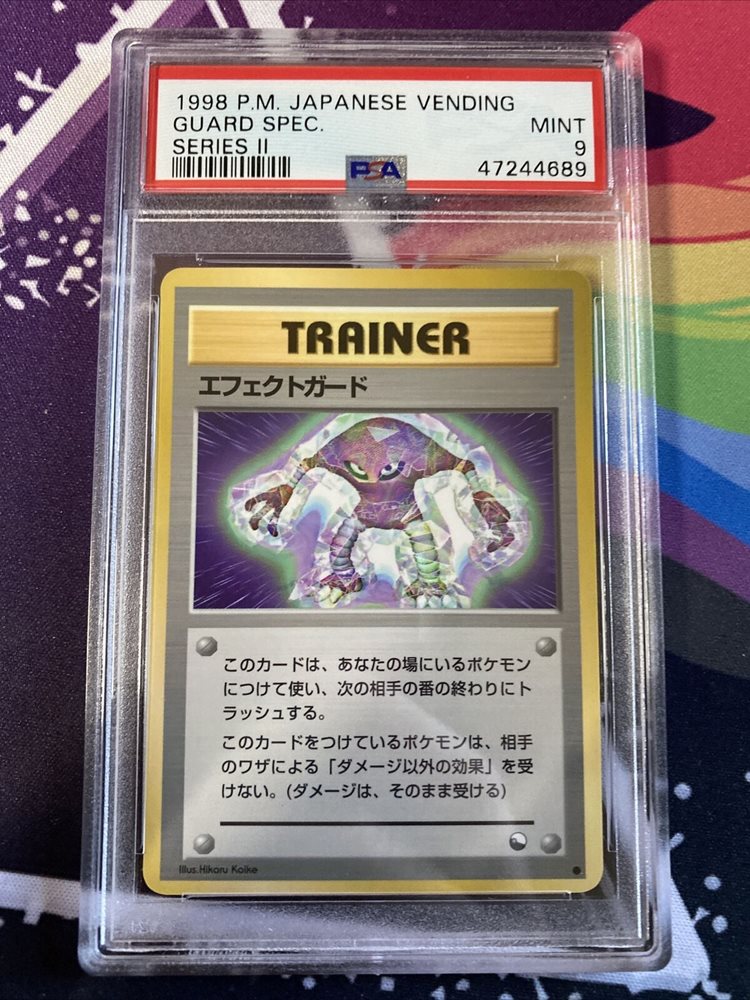 1998 P.M. JAPANESE VENDING
GUARD SPEC. MINT
SERIES II 9
PSA 47244689
TRAINER
エフェクトガード
このカードは、あなたの場にいるポケモン
につけて使い、次の相手の番の終わりにト
ラッシュする。
このカードをつけているポケモンは、相手
のワザによる「ダメージ以外の効果」を受
けない。(ダメージは、そのまま受ける)
Illus.Hikaru Koike